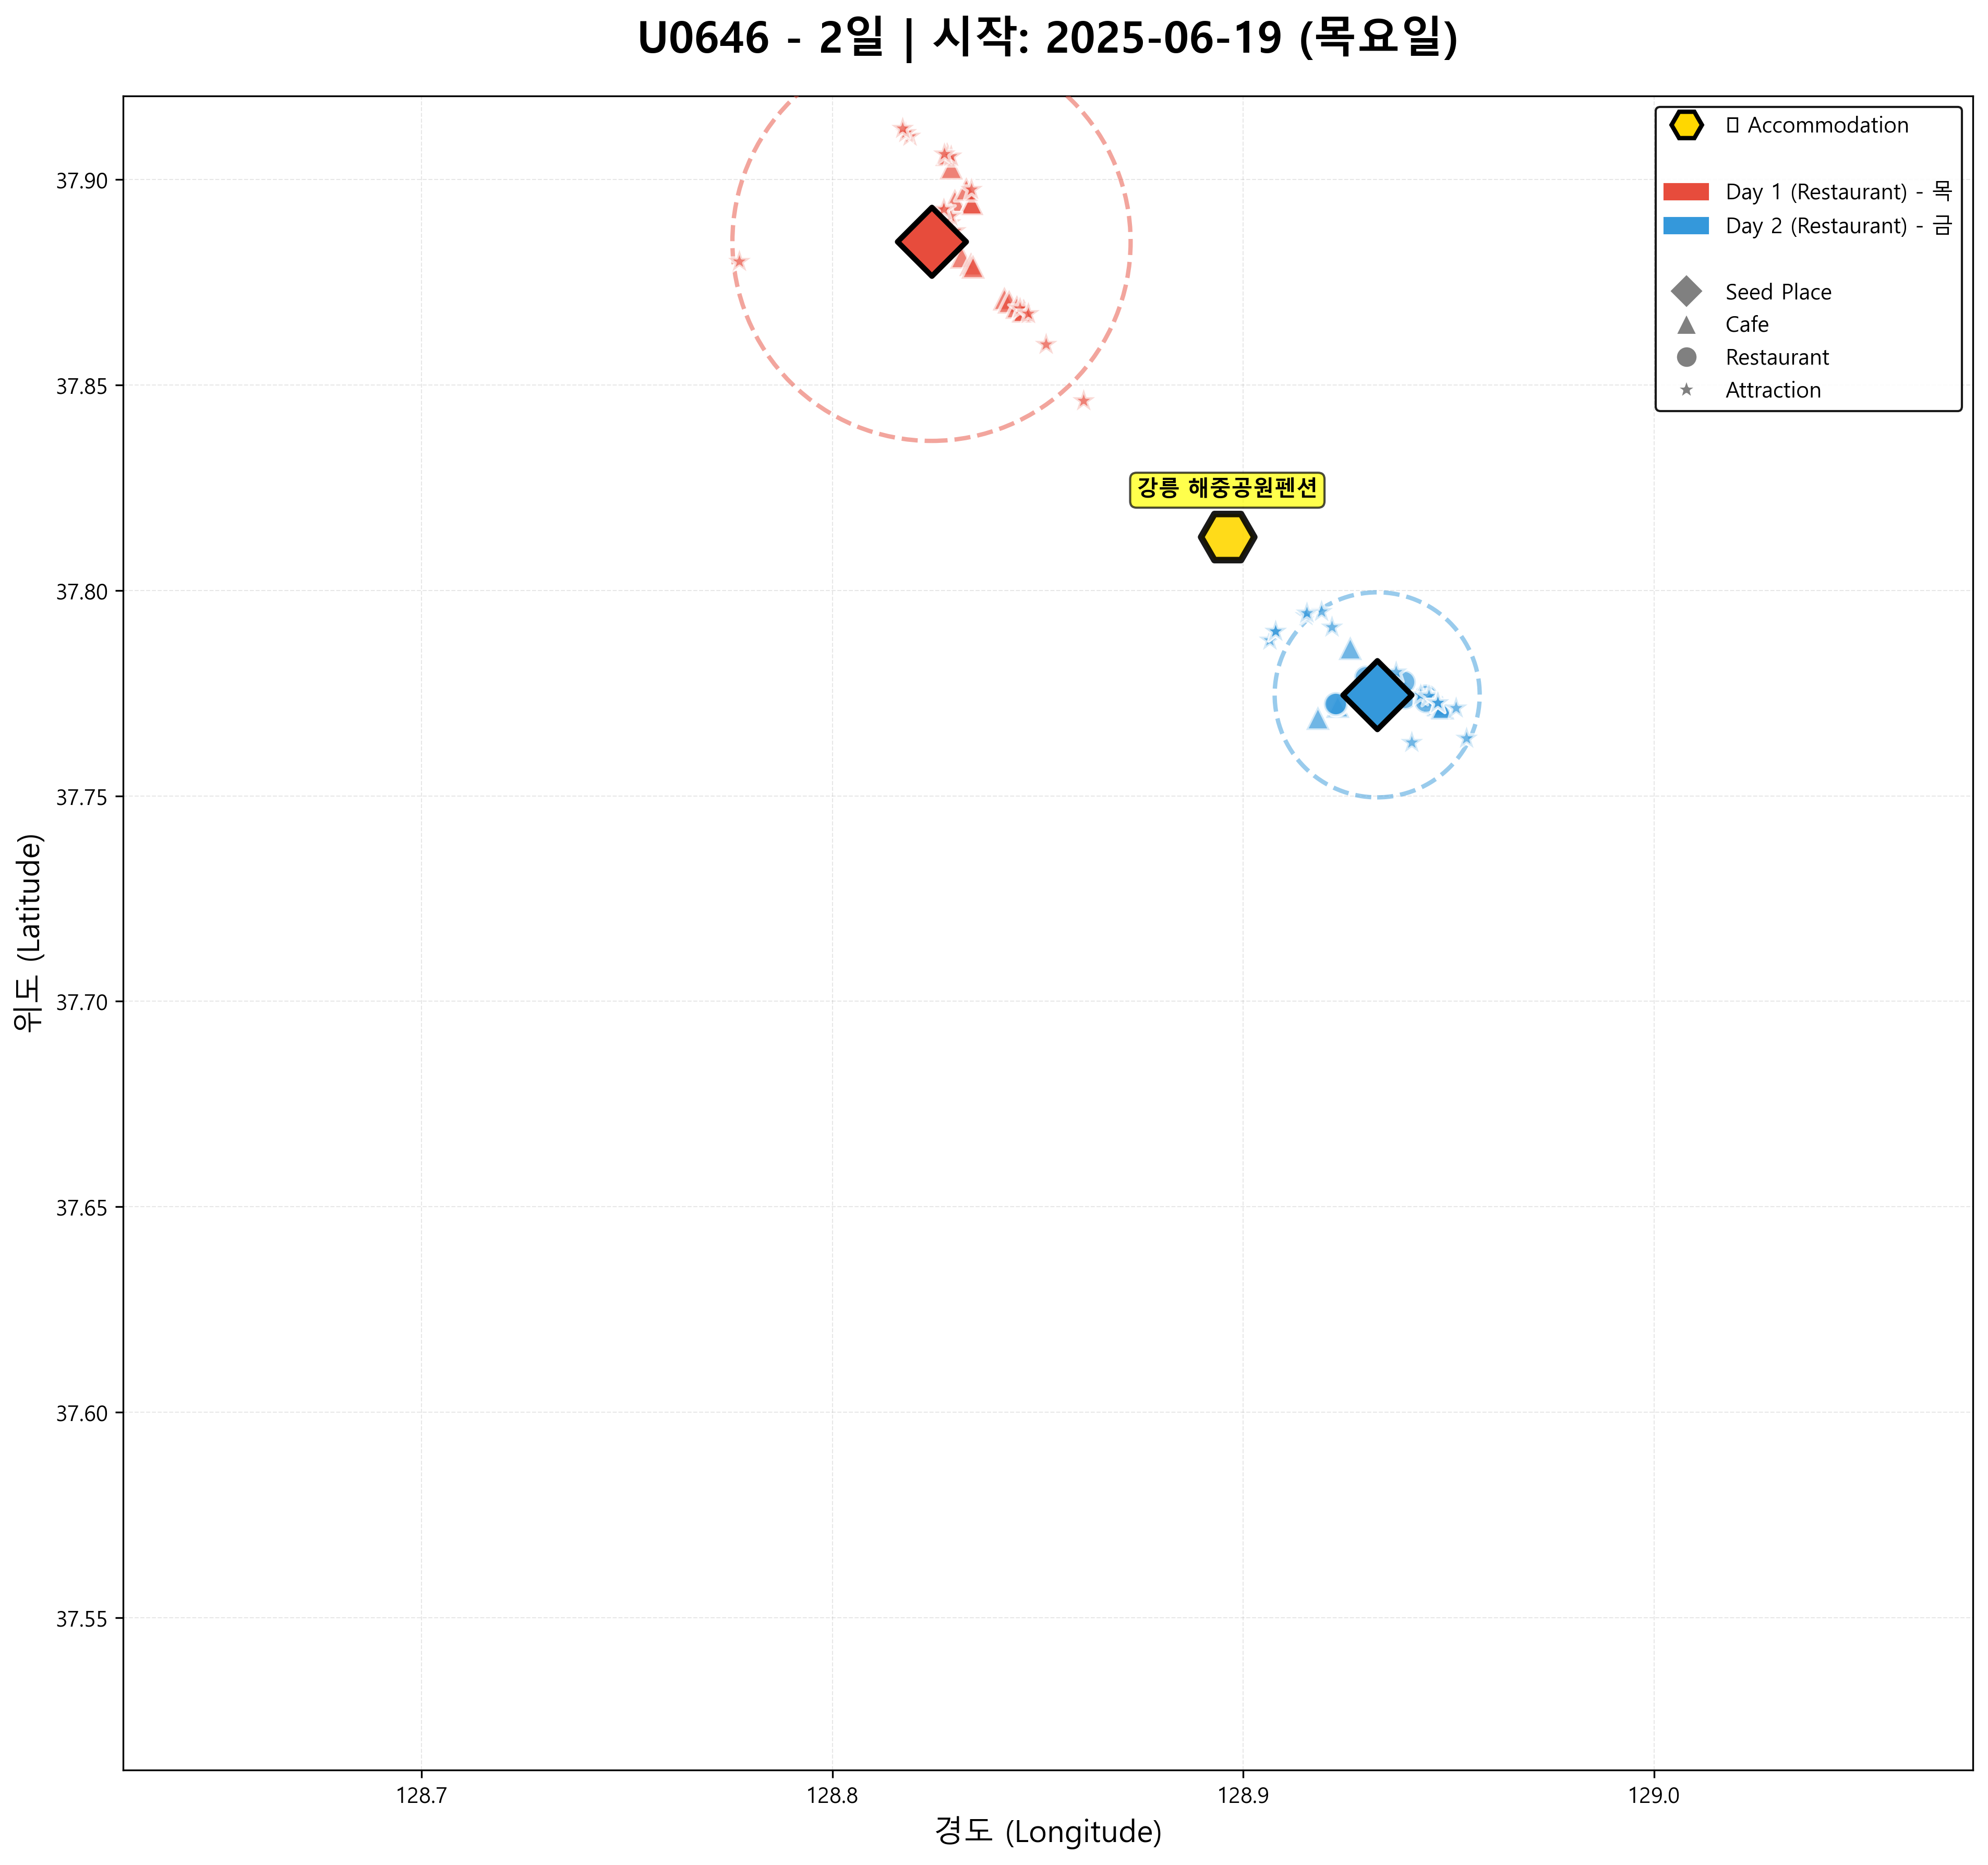 U0646 - 2일 | 시작: 2025-06-19 (목요일)
□ Accommodation
Day 1 (Restaurant) - 목
Day 2 (Restaurant) - 금
Seed Place
Cafe
Restaurant
Attraction
강릉 해중공원펜션
37.90
37.85
37.80
37.75
37.70
37.65
37.60
37.55
위도 (Latitude)
128.7
128.8
128.9
129.0
경도 (Longitude)